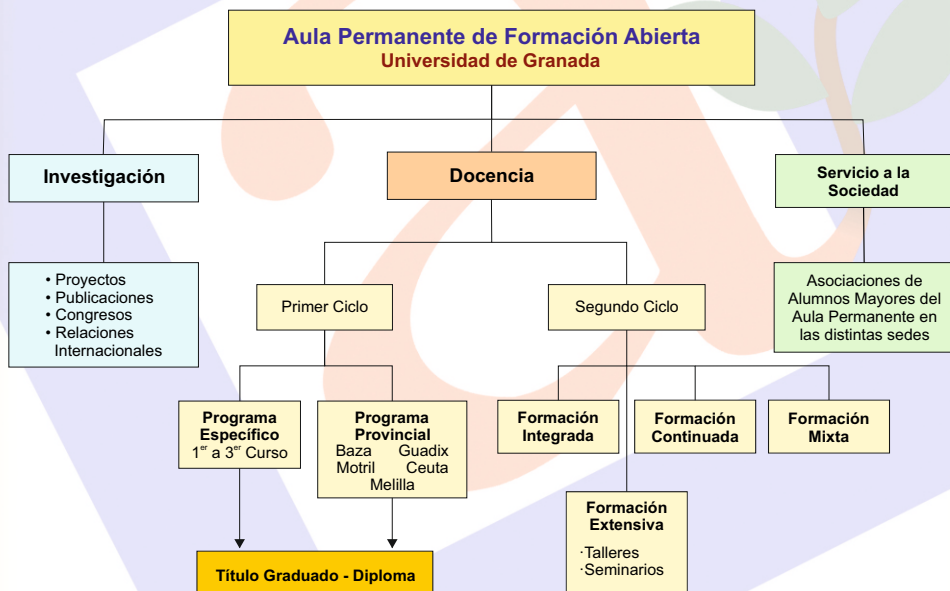 Aula Permanente de Formación Abierta
Universidad de Granada
Investigación
Docencia
Servicio a la
Sociedad
• Proyectos
• Publicaciones
• Congresos
• Relaciones
Internacionales
Primer Ciclo
Segundo Ciclo
Asociaciones de
Alumnos Mayores del
Aula Permanente en
las distintas sedes
Programa
Específico
1er a 3er Curso
Programa
Provincial
Baza Guadix
Motril Ceuta
Melilla
Formación
Integrada
Formación
Continuada
Formación
Mixta
Formación
Extensiva
·Talleres
·Seminarios
Título Graduado - Diploma